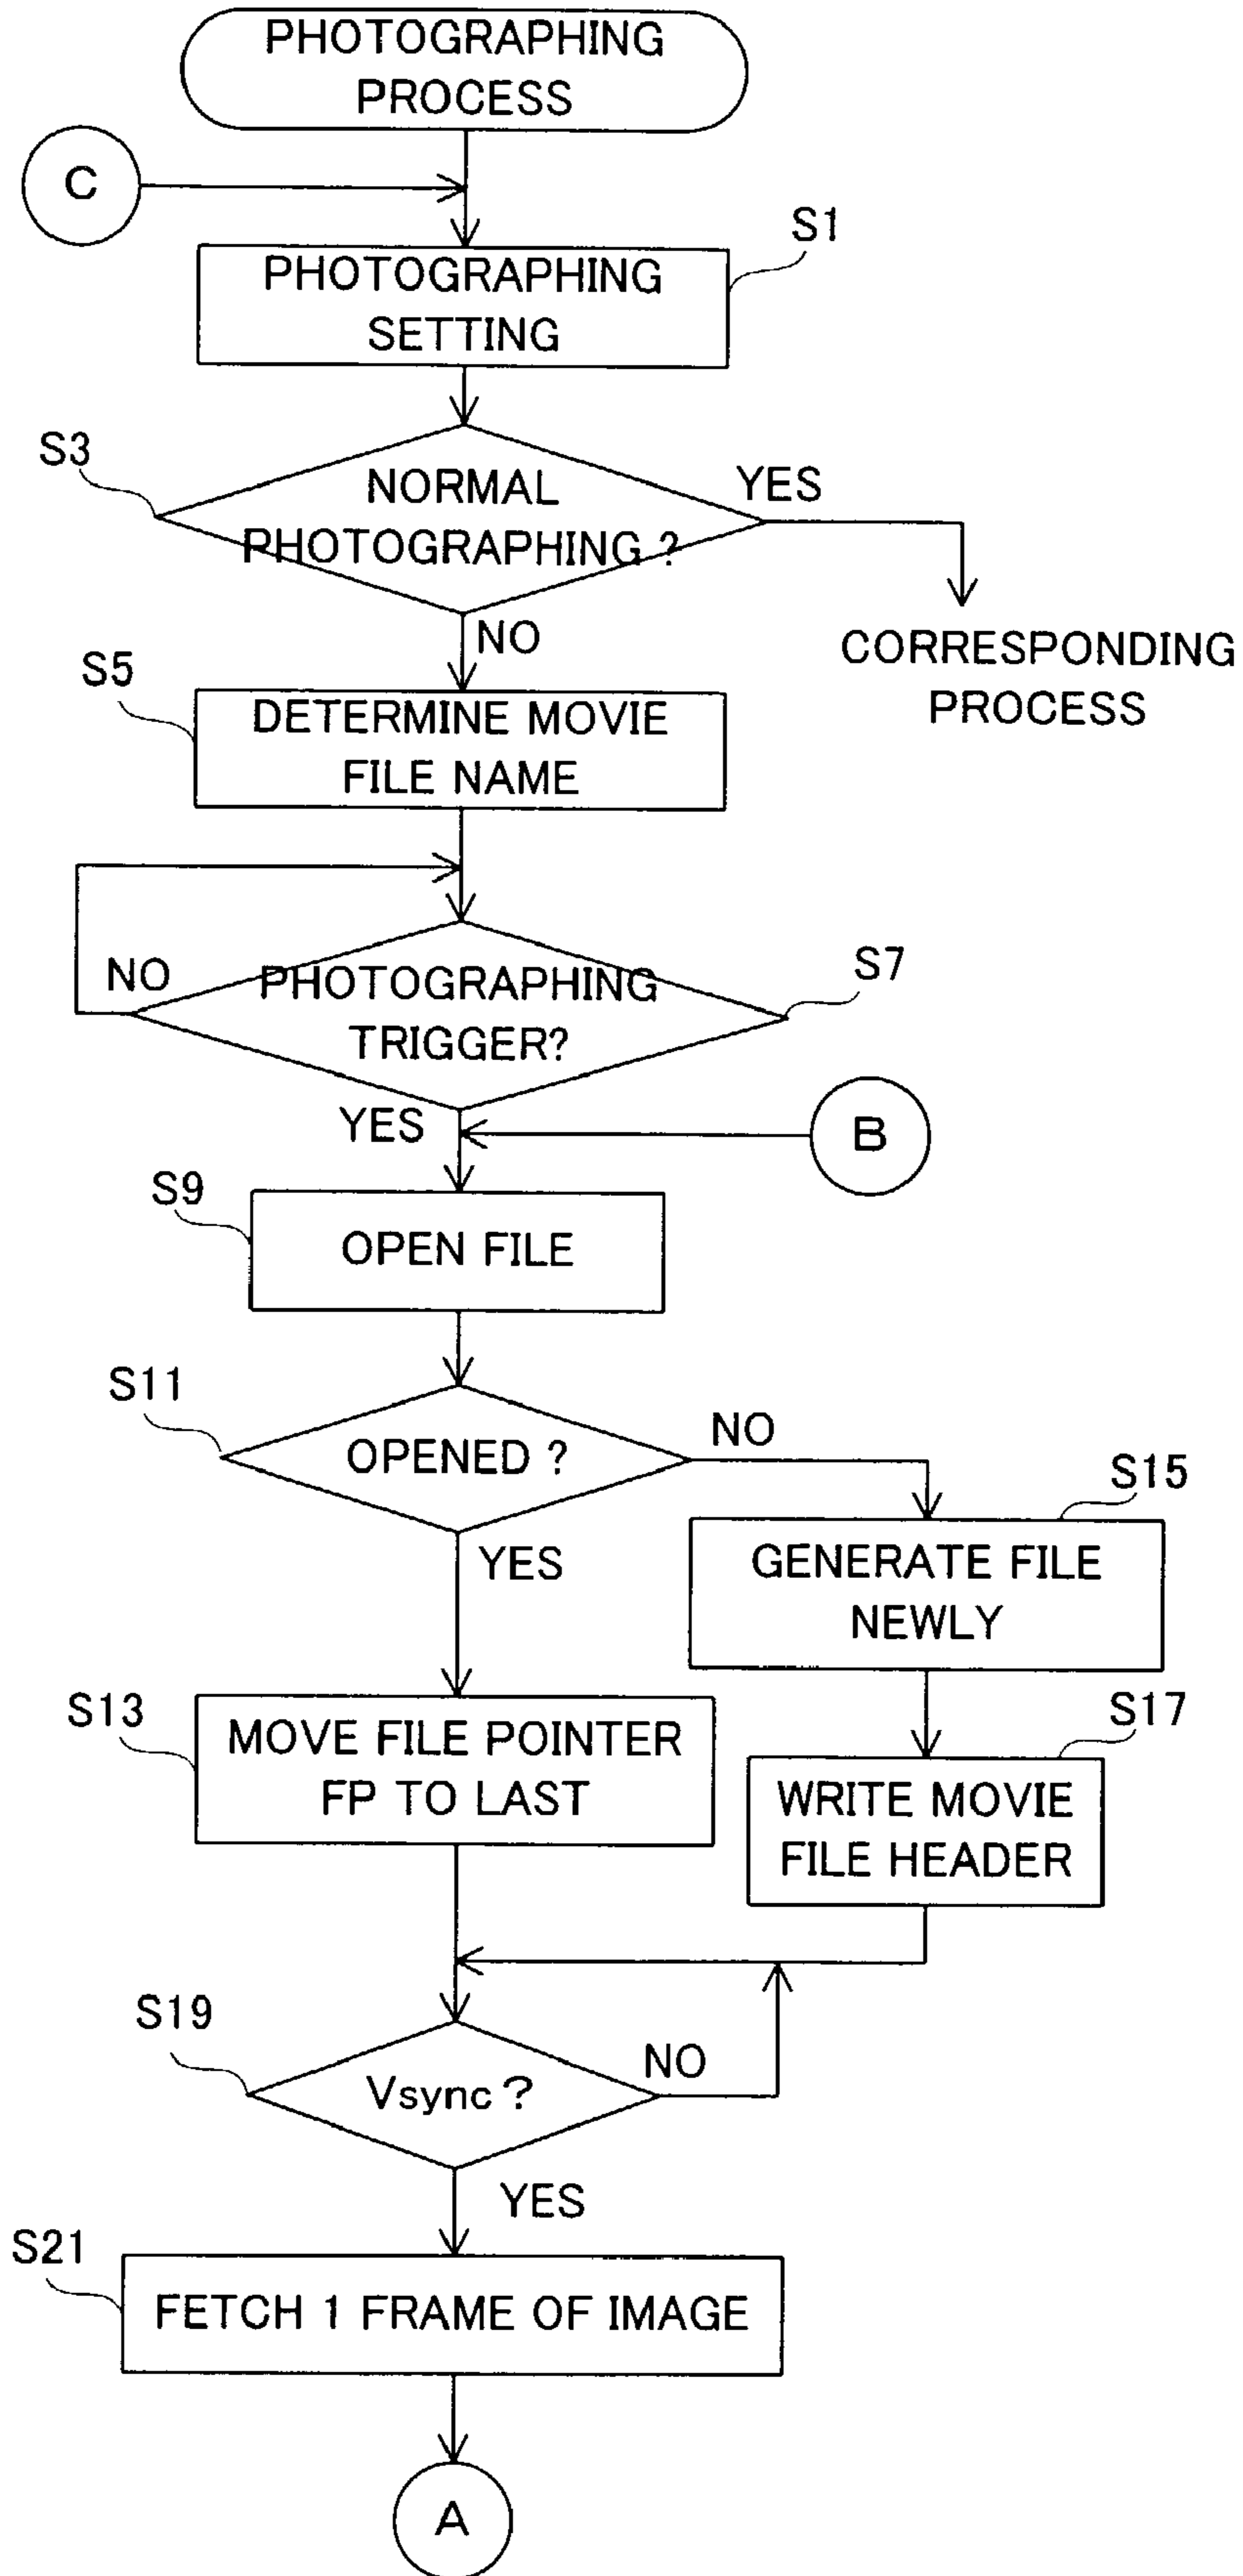 PHOTOGRAPHING
PROCESS
C
S1
PHOTOGRAPHING
SETTING
S3
NORMAL
PHOTOGRAPHING ?
YES
NO
CORRESPONDING
PROCESS
S5
DETERMINE MOVIE
FILE NAME
NO
PHOTOGRAPHING
TRIGGER?
S7
YES
B
S9
OPEN FILE
S11
OPENED ?
NO
YES
S15
GENERATE FILE
NEWLY
S13
MOVE FILE POINTER
FP TO LAST
S17
WRITE MOVIE
FILE HEADER
S19
Vsync ?
NO
YES
S21
FETCH 1 FRAME OF IMAGE
A